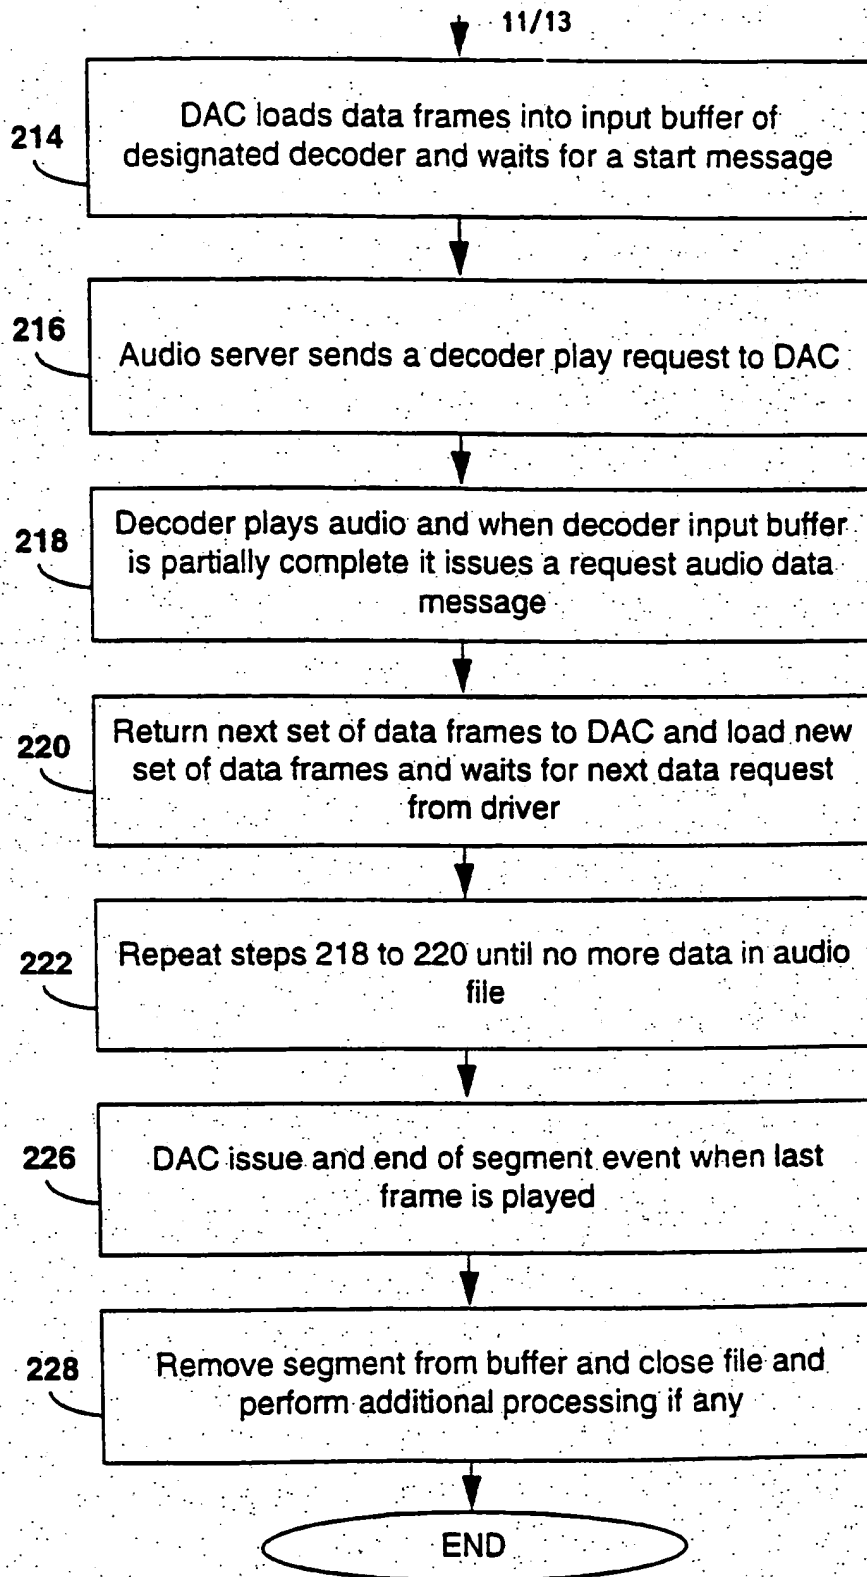 11/13
214
DAC loads data frames into input buffer of
designated decoder and waits for a start message
216
Audio server sends a decoder play request to DAC
218
Decoder plays audio and when decoder input buffer
is partially complete it issues a request audio data
message
220
Return next set of data frames to DAC and load new
set of data frames and waits for next data request
from driver
222
Repeat steps 218 to 220 until no more data in audio
file
226
DAC issue and end of segment event when last
frame is played
228
Remove segment from buffer and close file and
perform additional processing if any
END